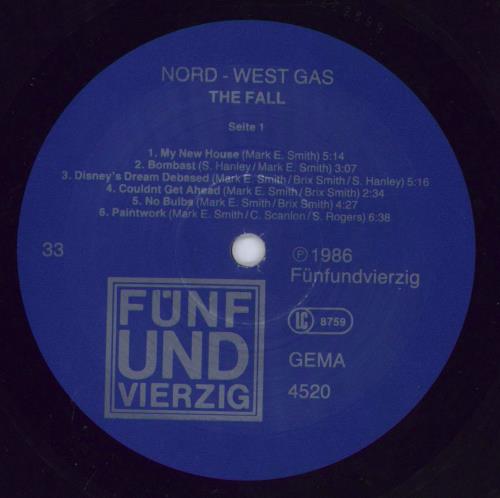 NORD - WEST GAS
THE FALL
Seite 1
1. My New House (Mark E. Smith) 5:14
2. Bombast (S. Hanley / Mark E. Smith) 3:07
3. Disney's Dream Debased (Mark E. Smith / Brix Smith / S. Hanley) 5:16
4. Couldnt Get Ahead (Mark E. Smith / Brix Smith) 2:34
5. No Bulbs (Mark E. Smith / Brix Smith) 4:27
6. Paintwork (Mark E. Smith / C. Scanlon / S. Rogers) 6:38
33
Ⓟ 1986
Fünfundvierzig
FÜNF
UND
VIERZIG
LC 8759
GEMA
4520